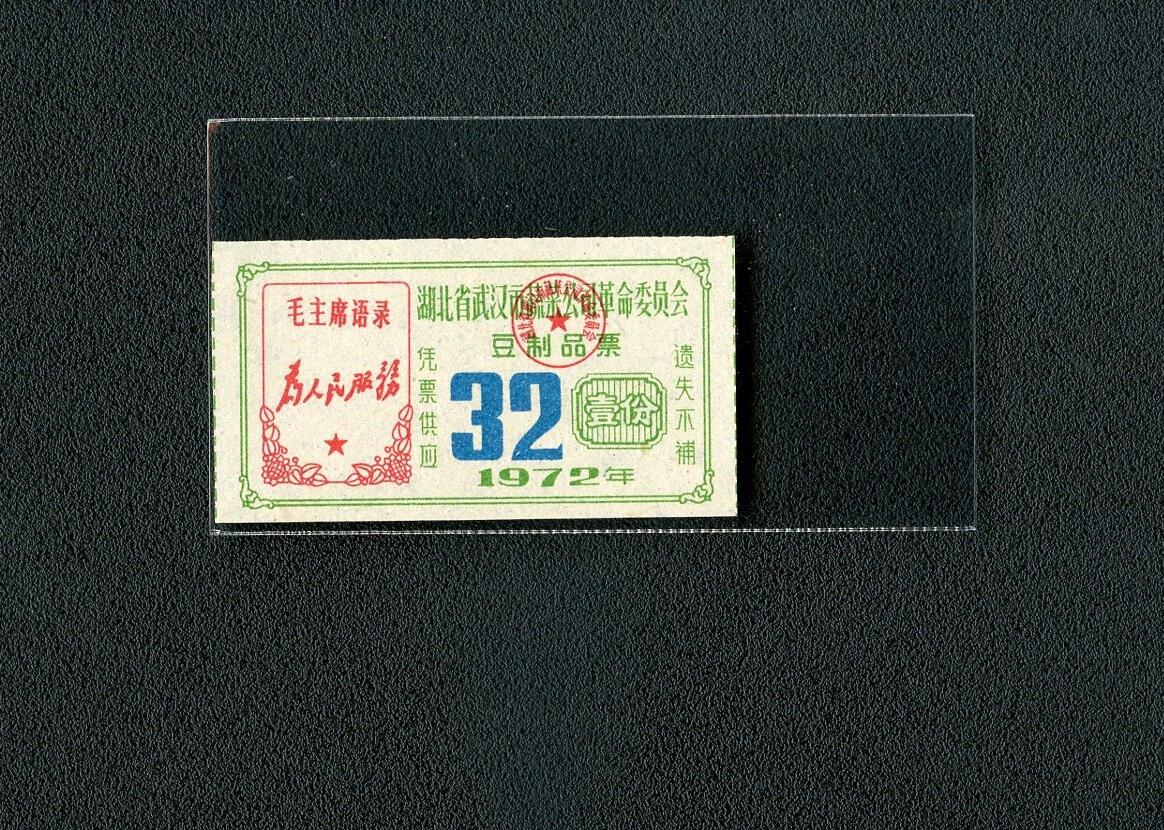 毛主席语录
为人民服务
湖北省武汉市蔬菜公司革命委员会
豆制品票
凭票供应
32
壹份
遗失不补
1972年